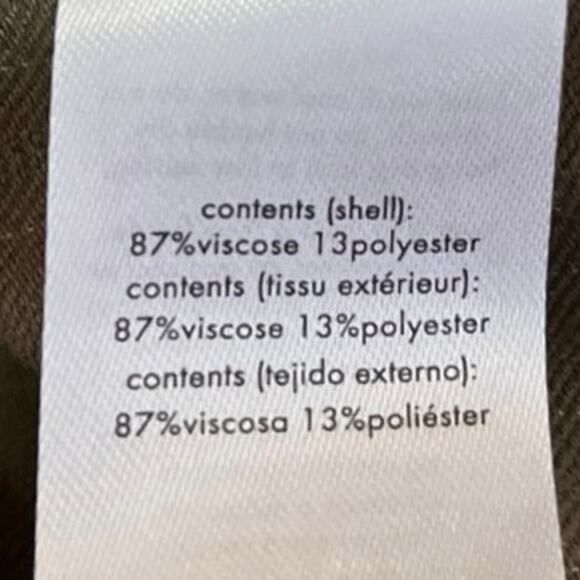 contents (shell):
87%viscose 13polyester
contents (tissu extérieur):
87%viscose 13%polyester
contents (tejido externo):
87%viscosa 13%poliéster